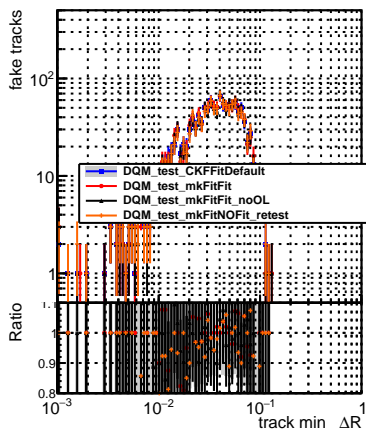 fake tracks
10²
10
1
DQM_test_CKFFitDefault
DQM_test_mkFitFit
DQM_test_mkFitFit_noOL
DQM_test_mkFitNOFit_retest
Ratio
1.1
1
0.9
0.8
10⁻³ 10⁻² 10⁻¹ 1
track min ΔR